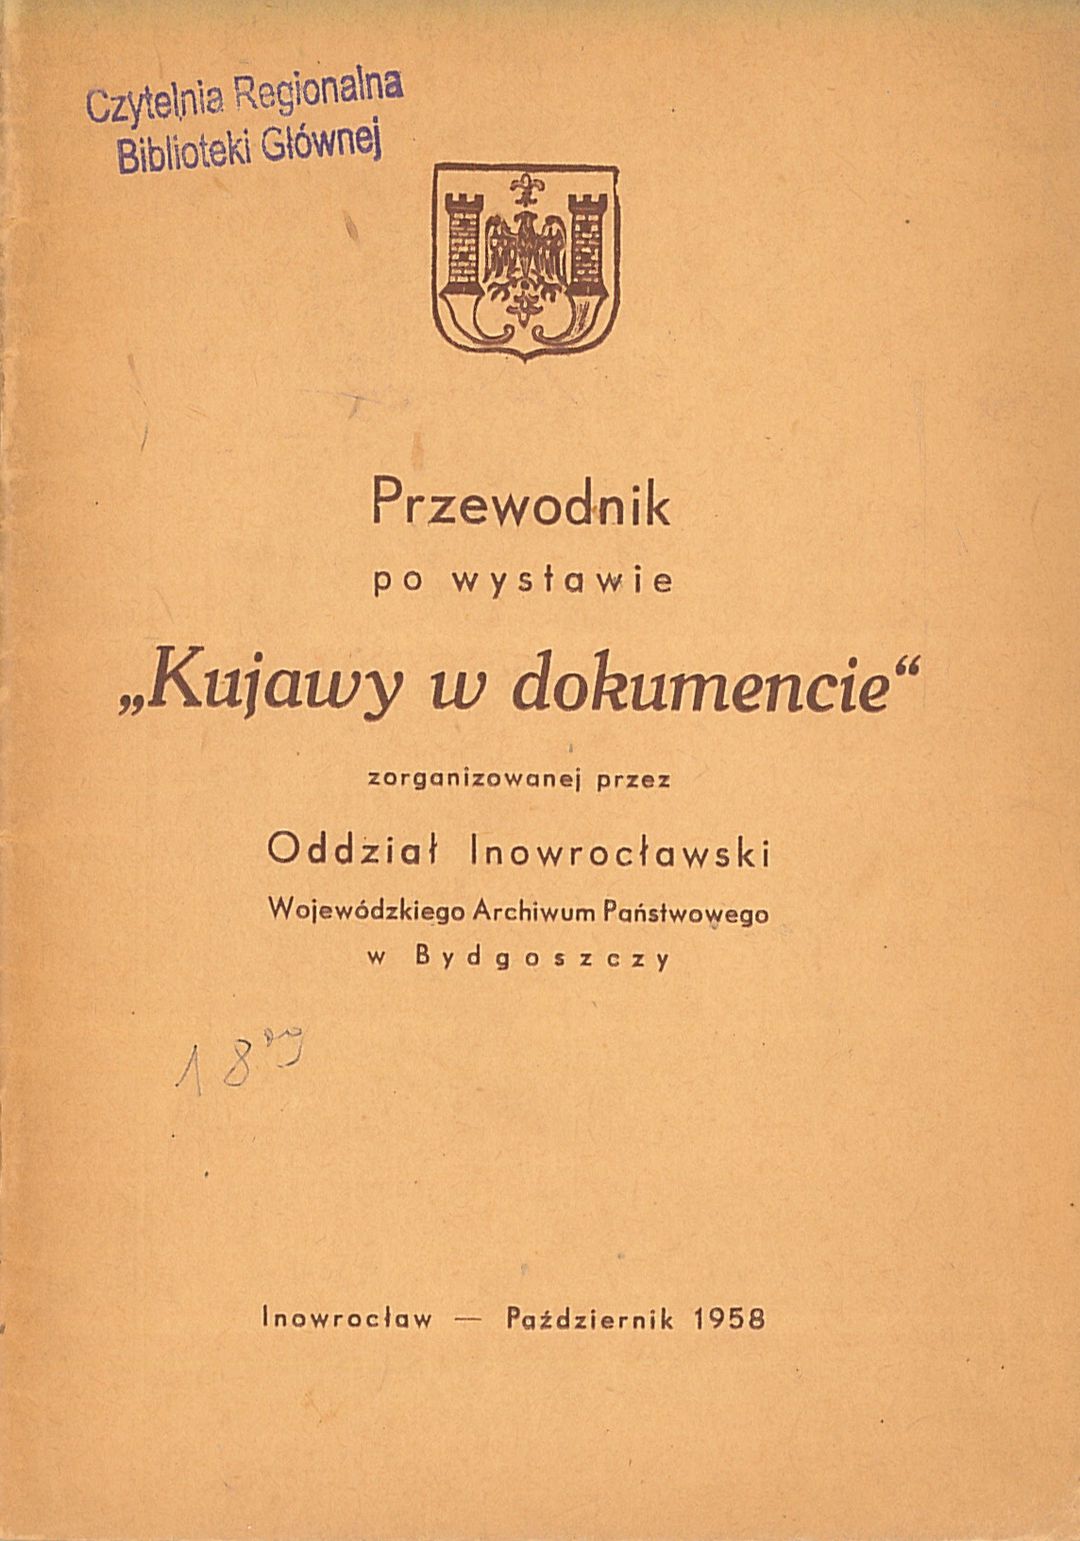 Czytelnia Regionalna
Biblioteki Głównej
Przewodnik
po wystawie
„Kujawy w dokumencie“
zorganizowanej przez
Oddział Inowrocławski
Wojewódzkiego Archiwum Państwowego
w Bydgoszczy
18
Inowrocław — Październik 1958